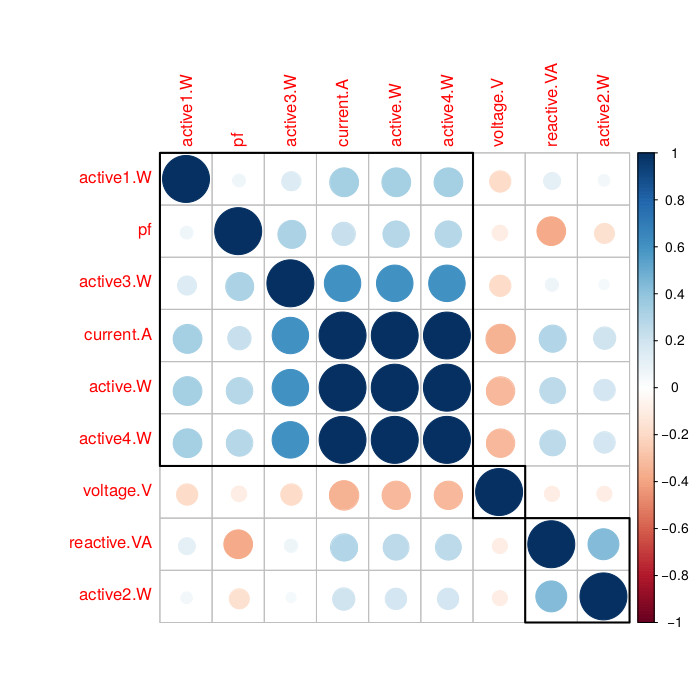 active1.W
pf
active3.W
current.A
active.W
active4.W
voltage.V
reactive.VA
active2.W
active1.W
pf
active3.W
current.A
active.W
active4.W
voltage.V
reactive.VA
active2.W
1
0.8
0.6
0.4
0.2
0
−0.2
−0.4
−0.6
−0.8
−1